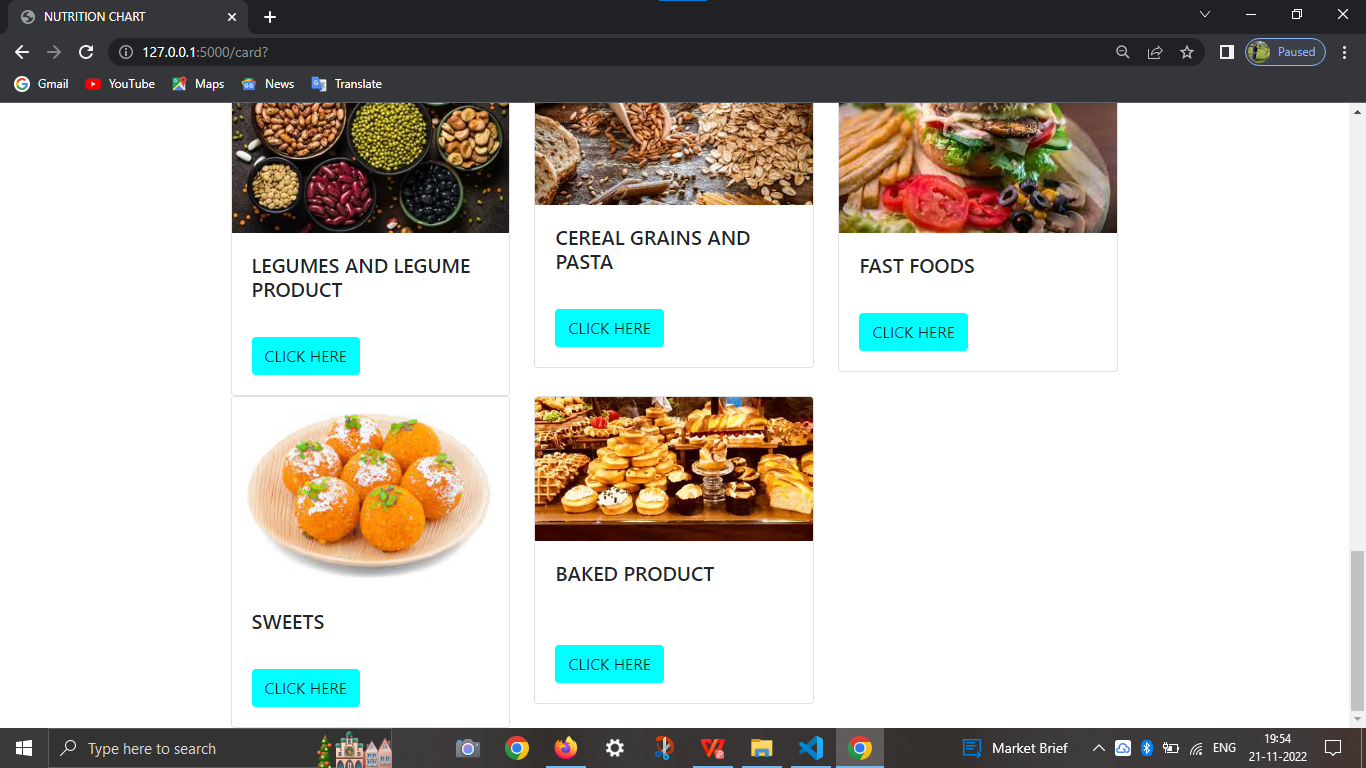 NUTRITION CHART
127.0.0.1:5000/card?
Paused
Gmail
YouTube
Maps
News
Translate
LEGUMES AND LEGUME
PRODUCT
CLICK HERE
CEREAL GRAINS AND
PASTA
CLICK HERE
FAST FOODS
CLICK HERE
SWEETS
CLICK HERE
BAKED PRODUCT
CLICK HERE
Type here to search
Market Brief
ENG
19:54
21-11-2022